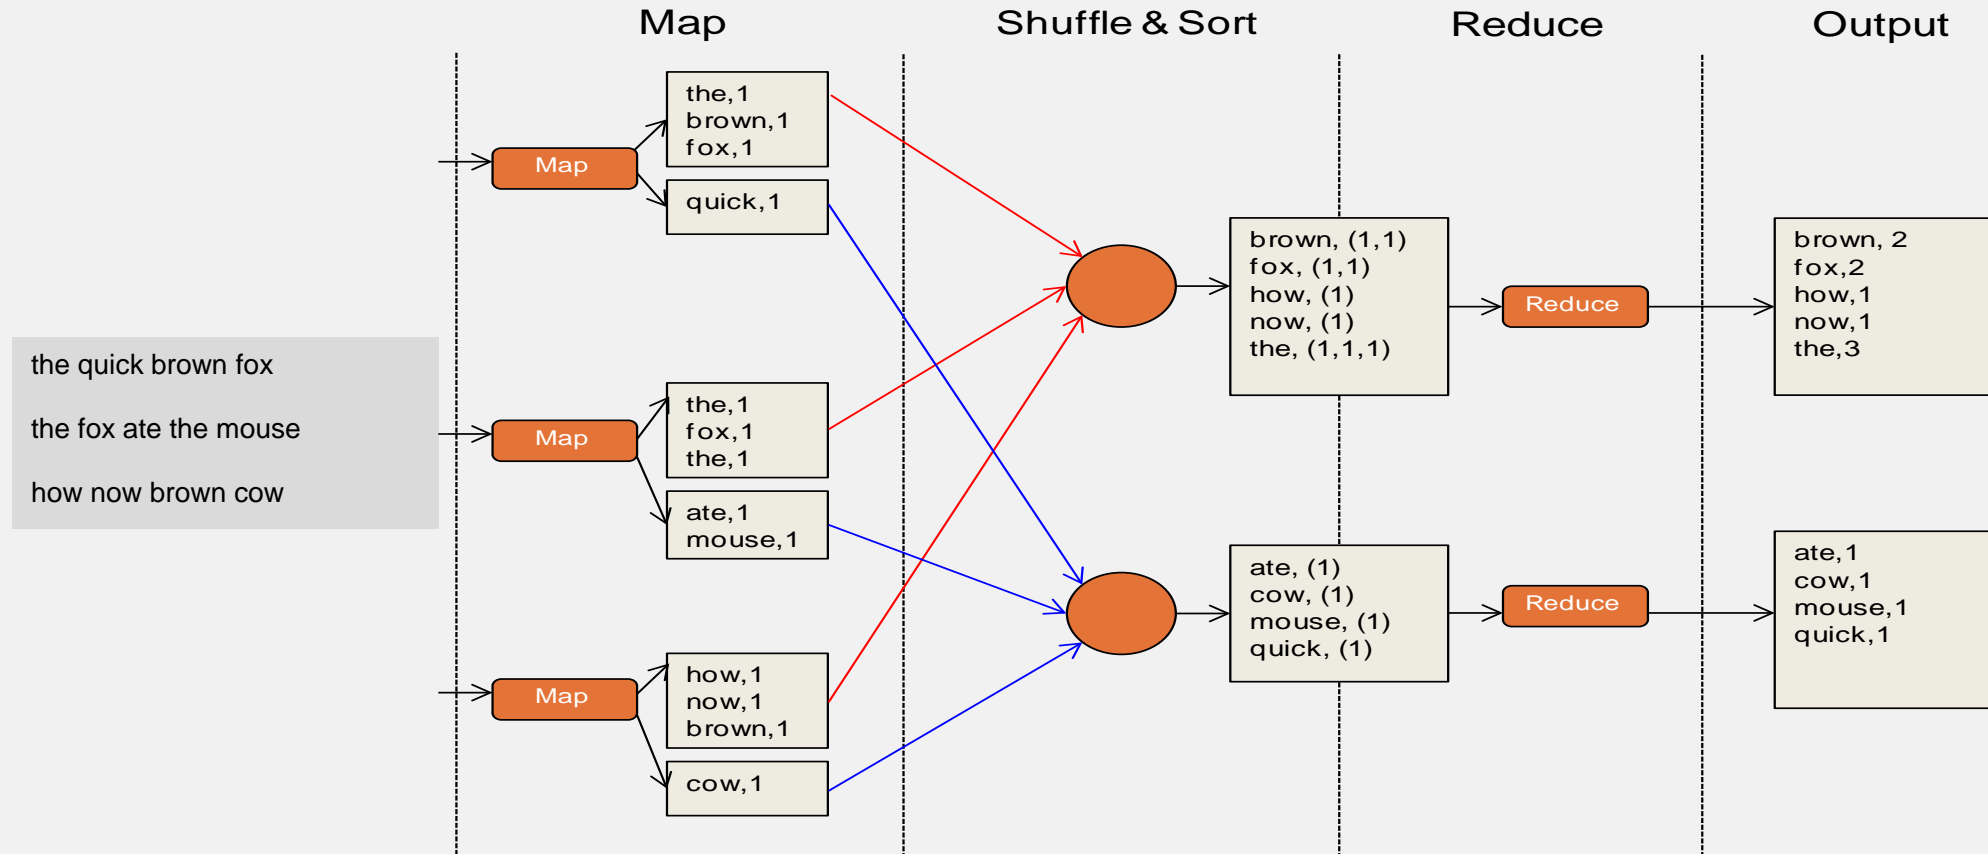 Map
Shuffle & Sort
Reduce
Output
the quick brown fox
the fox ate the mouse
how now brown cow
Map
the,1
brown,1
fox,1
quick,1
Map
the,1
fox,1
the,1
ate,1
mouse,1
Map
how,1
now,1
brown,1
cow,1
brown, (1,1)
fox, (1,1)
how, (1)
now, (1)
the, (1,1,1)
ate, (1)
cow, (1)
mouse, (1)
quick, (1)
Reduce
Reduce
brown, 2
fox,2
how,1
now,1
the,3
ate,1
cow,1
mouse,1
quick,1